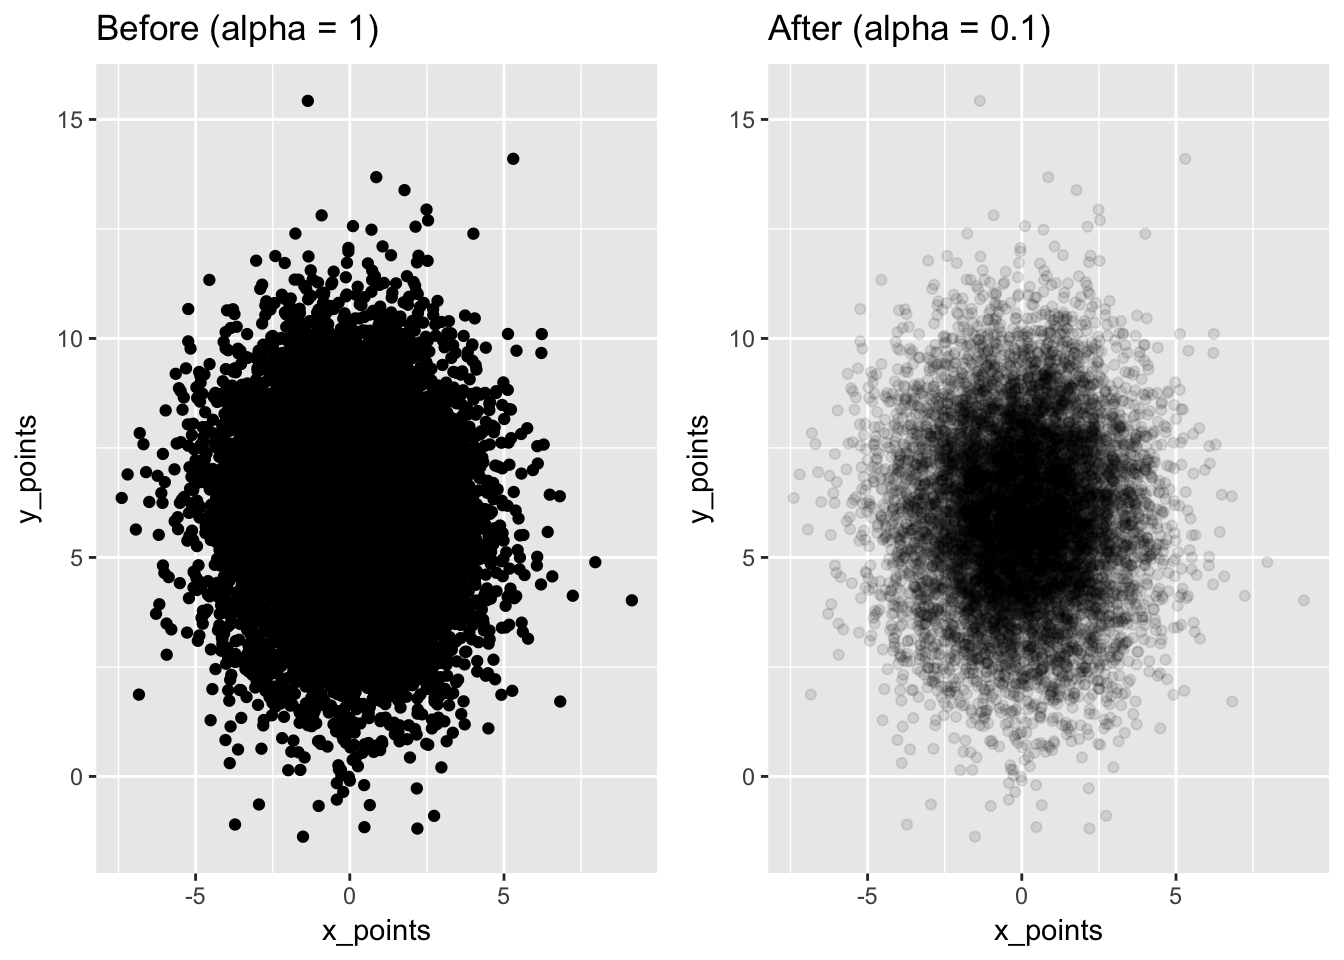 Before (alpha = 1)
15
10
5
0
y_points
-5
0
5
x_points
After (alpha = 0.1)
15
10
5
0
y_points
-5
0
5
x_points